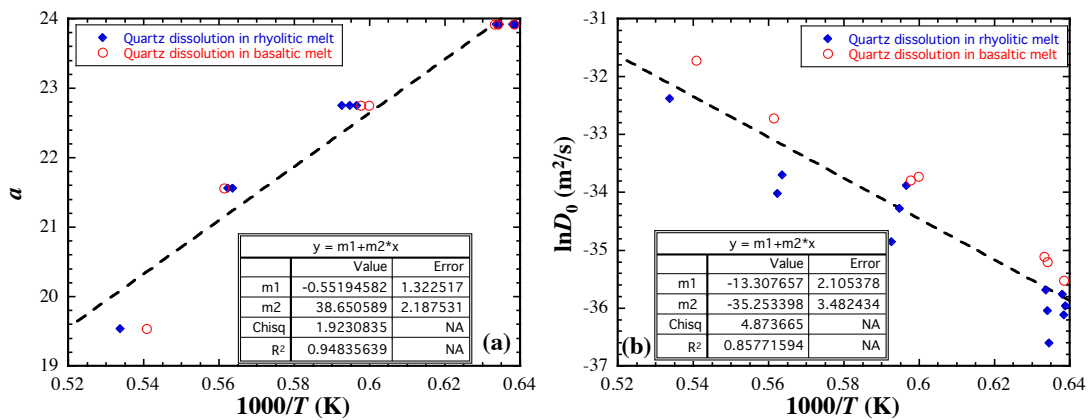 24
23
22
21
20
19
a
Quartz dissolution in rhyolitic melt
Quartz dissolution in basaltic melt
y = m1+m2*x
Value Error
m1 -0.55194582 1.322517
m2 38.650589 2.187531
Chisq 1.9230835 NA
R² 0.94835639 NA
(a)
0.52 0.54 0.56 0.58 0.6 0.62 0.64
1000/T (K)
-31
-32
-33
-34
-35
-36
-37
lnD₀ (m²/s)
Quartz dissolution in rhyolitic melt
Quartz dissolution in basaltic melt
y = m1+m2*x
Value Error
m1 -13.307657 2.105378
m2 -35.253398 3.482434
Chisq 4.873665 NA
R² 0.85771594 NA
(b)
0.52 0.54 0.56 0.58 0.6 0.62 0.64
1000/T (K)